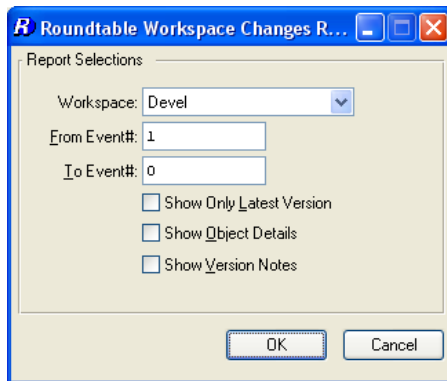 R Roundtable Workspace Changes R...
Report Selections
Workspace: Devel
From Event#: 1
To Event#: 0
Show Only Latest Version
Show Object Details
Show Version Notes
OK Cancel